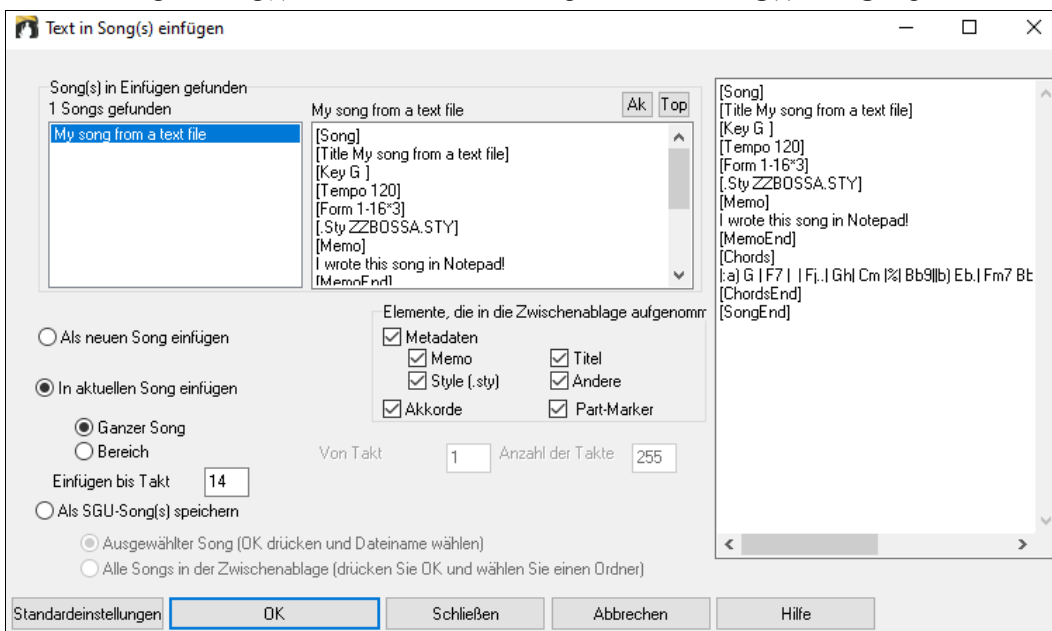 Text in Song(s) einfügen
Song(s) in Einfügen gefunden
1 Songs gefunden
My song from a text file
Ak
Top
My song from a text file
[Song]
[Title My song from a text file]
[Key G ]
[Tempo 120]
[Form 1-16*3]
[.Sty ZZBOSSA.STY]
[Memo]
I wrote this song in Notepad!
[MemoEnd]
[Song]
[Title My song from a text file]
[Key G ]
[Tempo 120]
[Form 1-16*3]
[.Sty ZZBOSSA.STY]
[Memo]
I wrote this song in Notepad!
[MemoEnd]
[Chords]
|:a) G | F7 | | Fj..| Gh| Cm |%| Bb9||b) Eb.| Fm7 Bb
[ChordsEnd]
[SongEnd]
Als neuen Song einfügen
In aktuellen Song einfügen
Ganzer Song
Bereich
Einfügen bis Takt 14
Elemente, die in die Zwischenablage aufgenomm
Metadaten
Memo
Titel
Style (.sty)
Andere
Akkorde
Part-Marker
Von Takt 1 Anzahl der Takte 255
Als SGU-Song(s) speichern
Ausgewählter Song (OK drücken und Dateiname wählen)
Alle Songs in der Zwischenablage (drücken Sie OK und wählen Sie einen Ordner)
Standardeinstellungen
OK
Schließen
Abbrechen
Hilfe